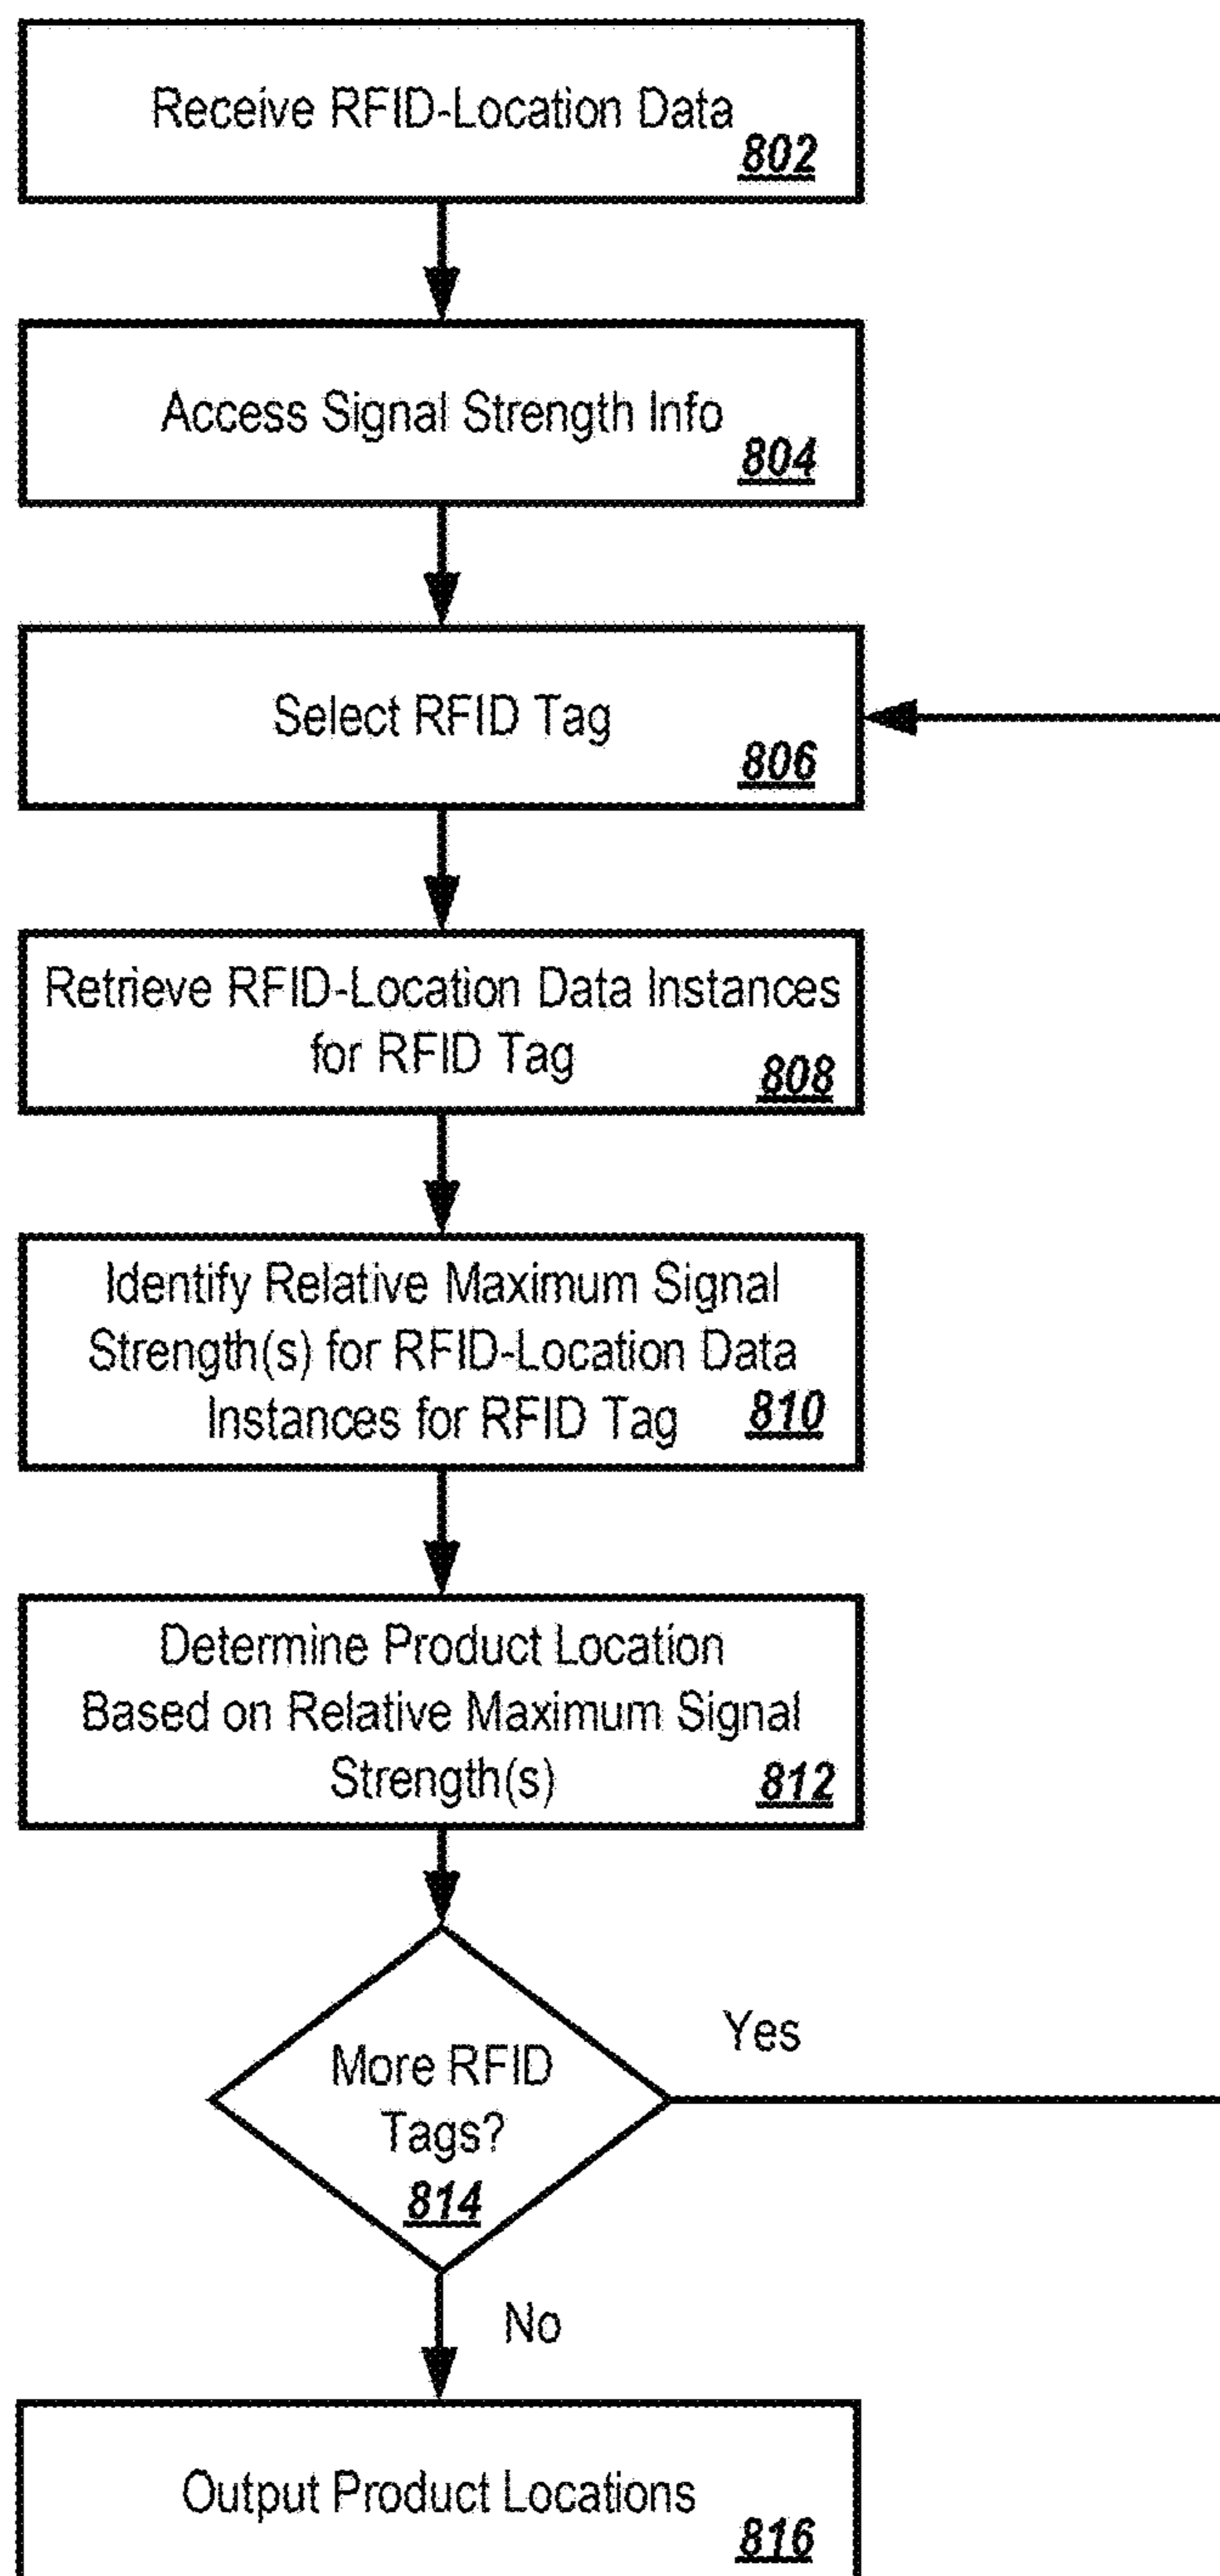 Receive RFID-Location Data
802
Access Signal Strength Info
804
Select RFID Tag
806
Retrieve RFID-Location Data Instances
for RFID Tag
808
Identify Relative Maximum Signal
Strength(s) for RFID-Location Data
Instances for RFID Tag 810
Determine Product Location
Based on Relative Maximum Signal
Strength(s) 812
Yes
More RFID
Tags?
814
No
Output Product Locations
816